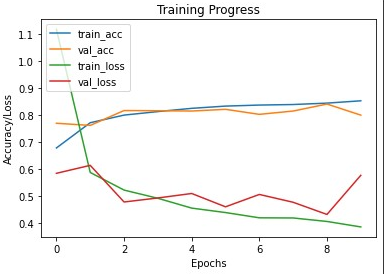 Training Progress
train_acc
val_acc
train_loss
val_loss
Accuracy/Loss
1.1
1.0
0.9
0.8
0.7
0.6
0.5
0.4
0 2 4 6 8
Epochs